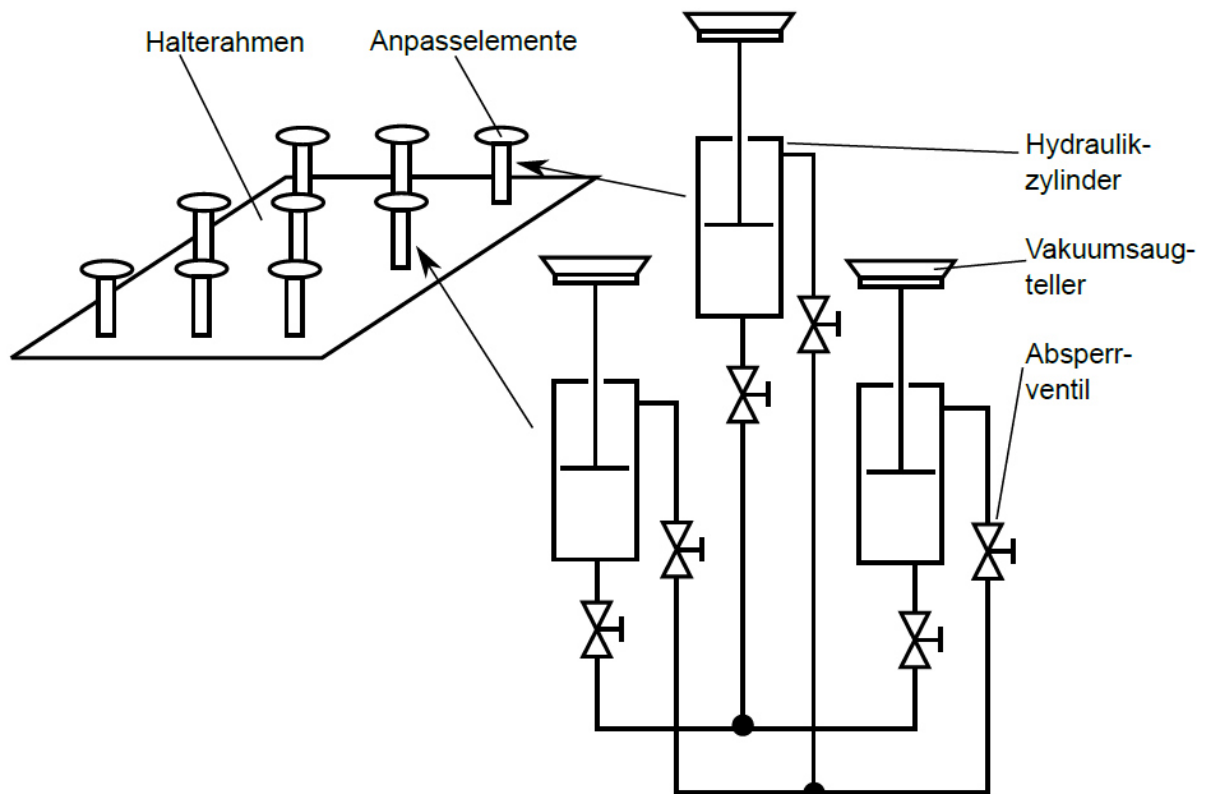 Halterahmen
Anpasselemente
Hydraulik-
zylinder
Vakuumsaug-
teller
Absperr-
ventil